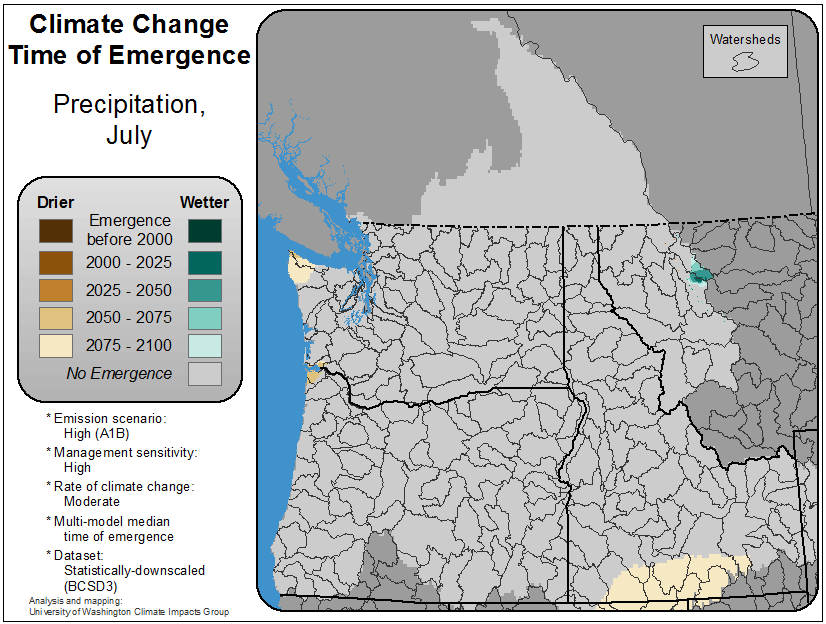 Climate Change
Time of Emergence
Precipitation,
July
Drier
Wetter
Emergence
before 2000
2000 - 2025
2025 - 2050
2050 - 2075
2075 - 2100
No Emergence
* Emission scenario:
High (A1B)
* Management sensitivity:
High
* Rate of climate change:
Moderate
* Multi-model median
time of emergence
* Dataset:
Statistically-downscaled
(BCSD3)
Analysis and mapping:
University of Washington Climate Impacts Group
Watersheds